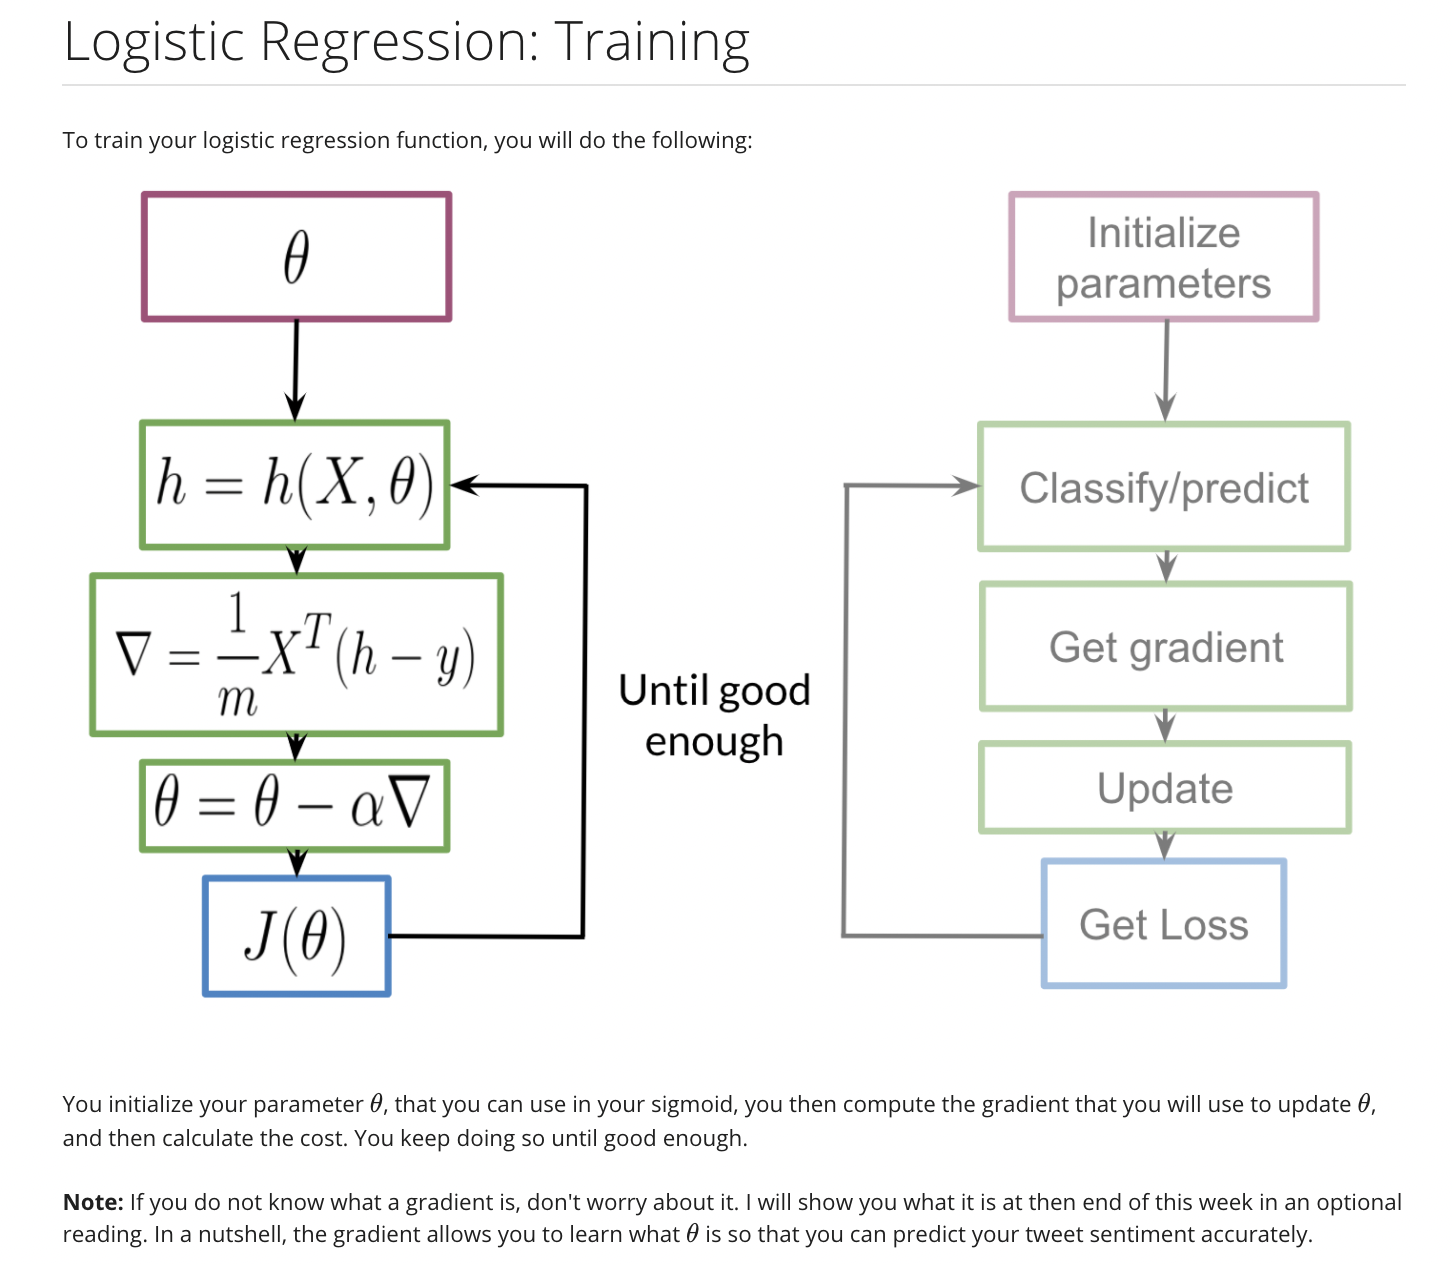 Logistic Regression: Training
To train your logistic regression function, you will do the following:
θ
h = h(X, θ)
∇ = 1/m X^T (h − y)
θ = θ − α∇
J(θ)
Until good
enough
Initialize
parameters
Classify/predict
Get gradient
Update
Get Loss
You initialize your parameter θ, that you can use in your sigmoid, you then compute the gradient that you will use to update θ,
and then calculate the cost. You keep doing so until good enough.
Note: If you do not know what a gradient is, don't worry about it. I will show you what it is at then end of this week in an optional
reading. In a nutshell, the gradient allows you to learn what θ is so that you can predict your tweet sentiment accurately.